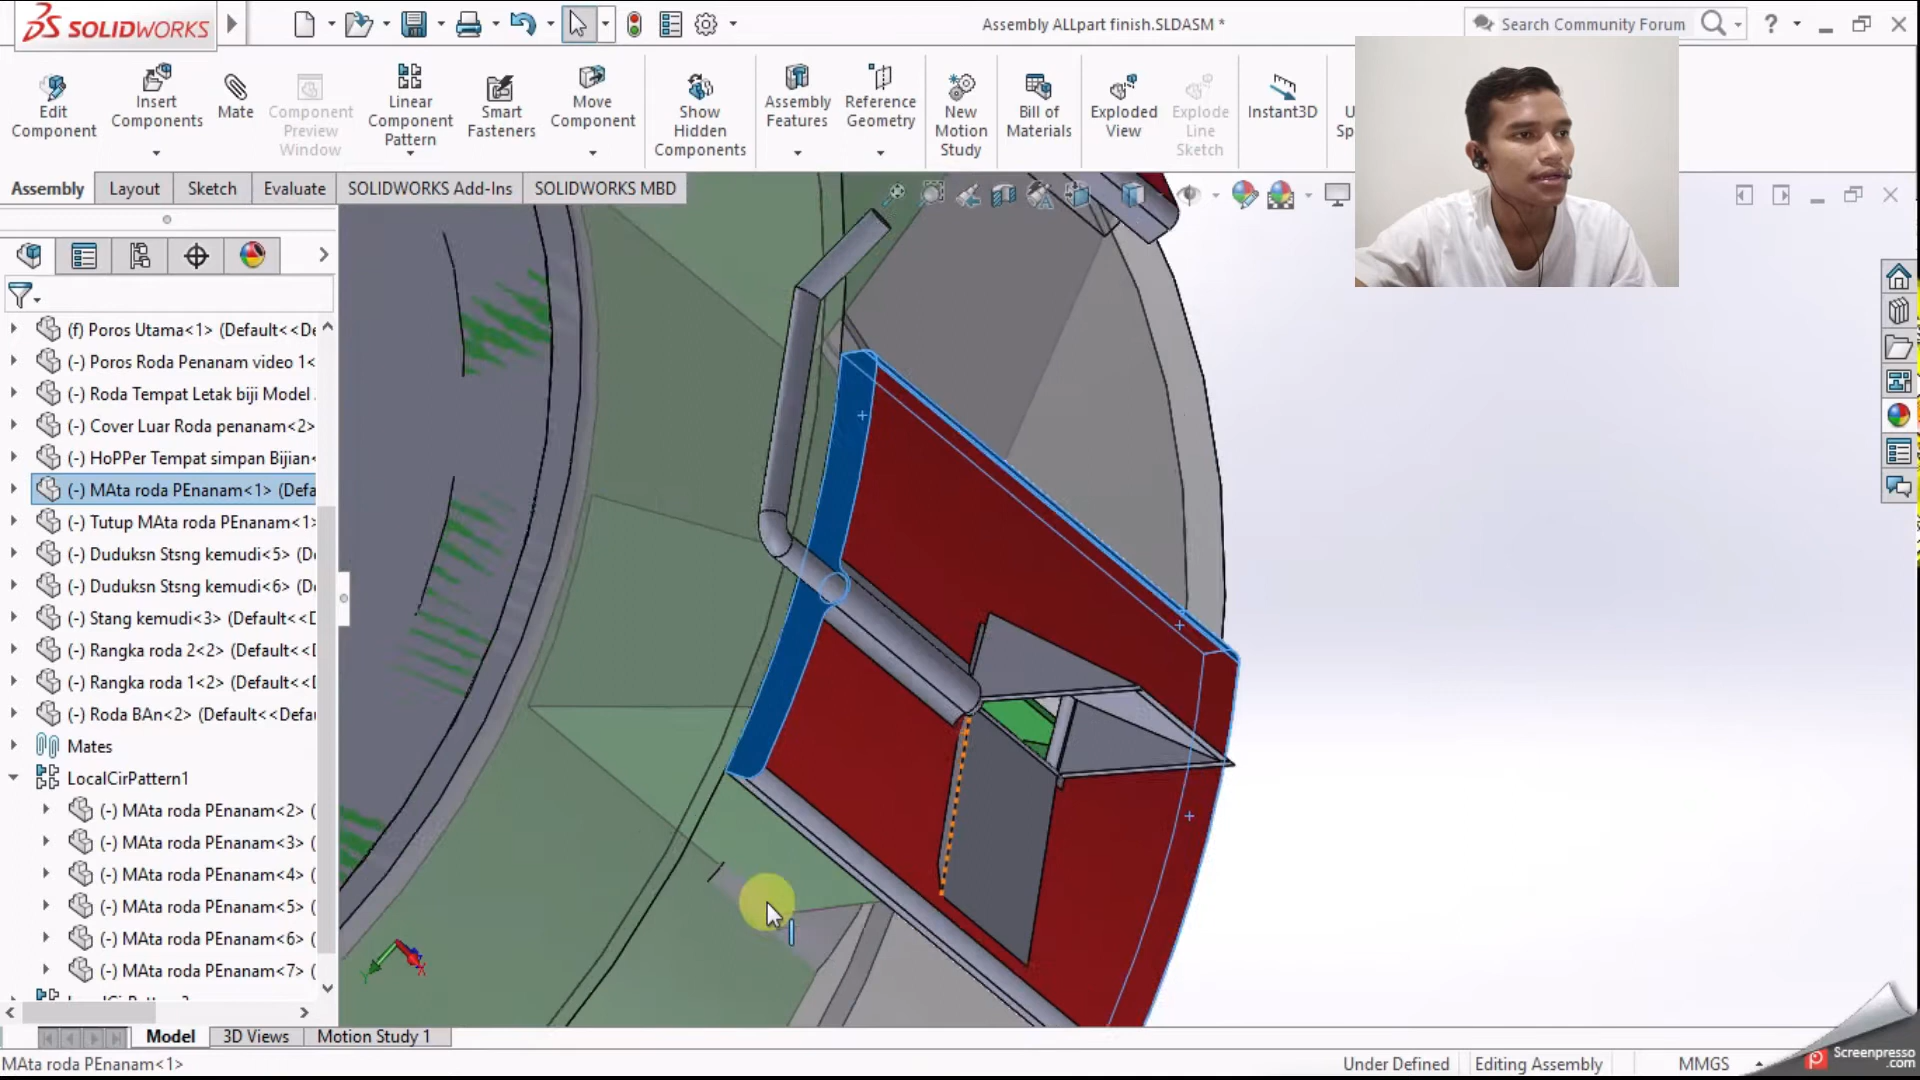 SOLIDWORKS
Assembly ALLpart finish.SLDASM *
Search Community Forum
Edit Component
Insert Components
Mate
Component Preview Window
Linear Component Pattern
Smart Fasteners
Move Component
Show Hidden Components
Assembly Features
Reference Geometry
New Motion Study
Bill of Materials
Exploded View
Explode Line Sketch
Instant3D
Assembly
Layout
Sketch
Evaluate
SOLIDWORKS Add-Ins
SOLIDWORKS MBD
(f) Poros Utama<1> (Default<<De
(-) Poros Roda Penanam video 1<
(-) Roda Tempat Letak biji Model
(-) Cover Luar Roda penanam<2>
(-) HoPPer Tempat simpan Bijian<
(-) MAta roda PEnanam<1> (Defa
(-) Tutup MAta roda PEnanam<1>
(-) Duduksn Stsng kemudi<5> (D
(-) Duduksn Stsng kemudi<6> (D
(-) Stang kemudi<3> (Default<<D
(-) Rangka roda 2<2> (Default<<D
(-) Rangka roda 1<2> (Default<<D
(-) Roda BAn<2> (Default<<Defau
Mates
LocalCirPattern1
(-) MAta roda PEnanam<2> (
(-) MAta roda PEnanam<3> (
(-) MAta roda PEnanam<4> (
(-) MAta roda PEnanam<5> (
(-) MAta roda PEnanam<6> (
(-) MAta roda PEnanam<7> (
Model
3D Views
Motion Study 1
MAta roda PEnanam<1>
Under Defined
Editing Assembly
MMGS
Screenpresso
.com